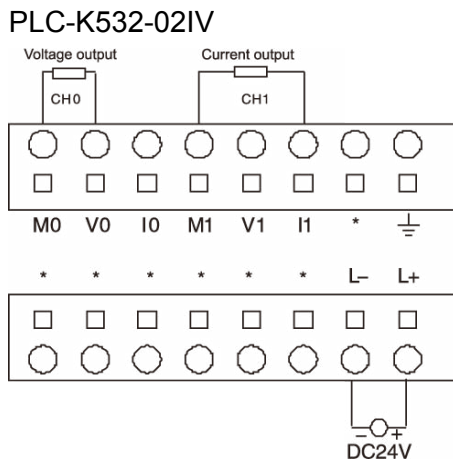 PLC-K532-02IV
Voltage output Current output
CH0 CH1
M0 V0 I0 M1 V1 I1 *
* * * * * * L- L+
- +
DC24V